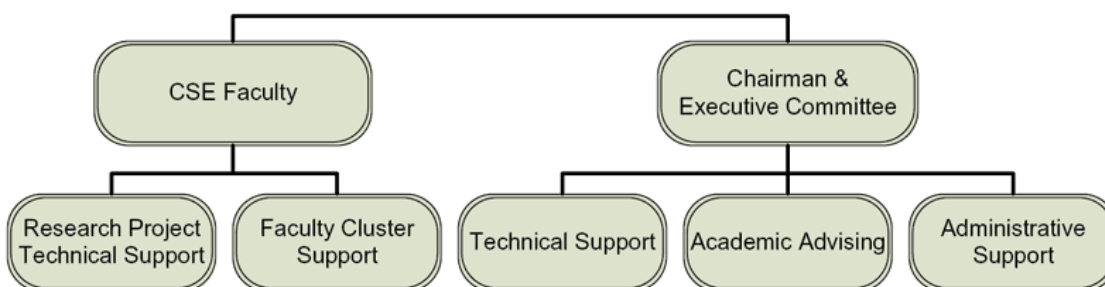 CSE Faculty
Chairman &
Executive Committee
Research Project
Technical Support
Faculty Cluster
Support
Technical Support
Academic Advising
Administrative
Support